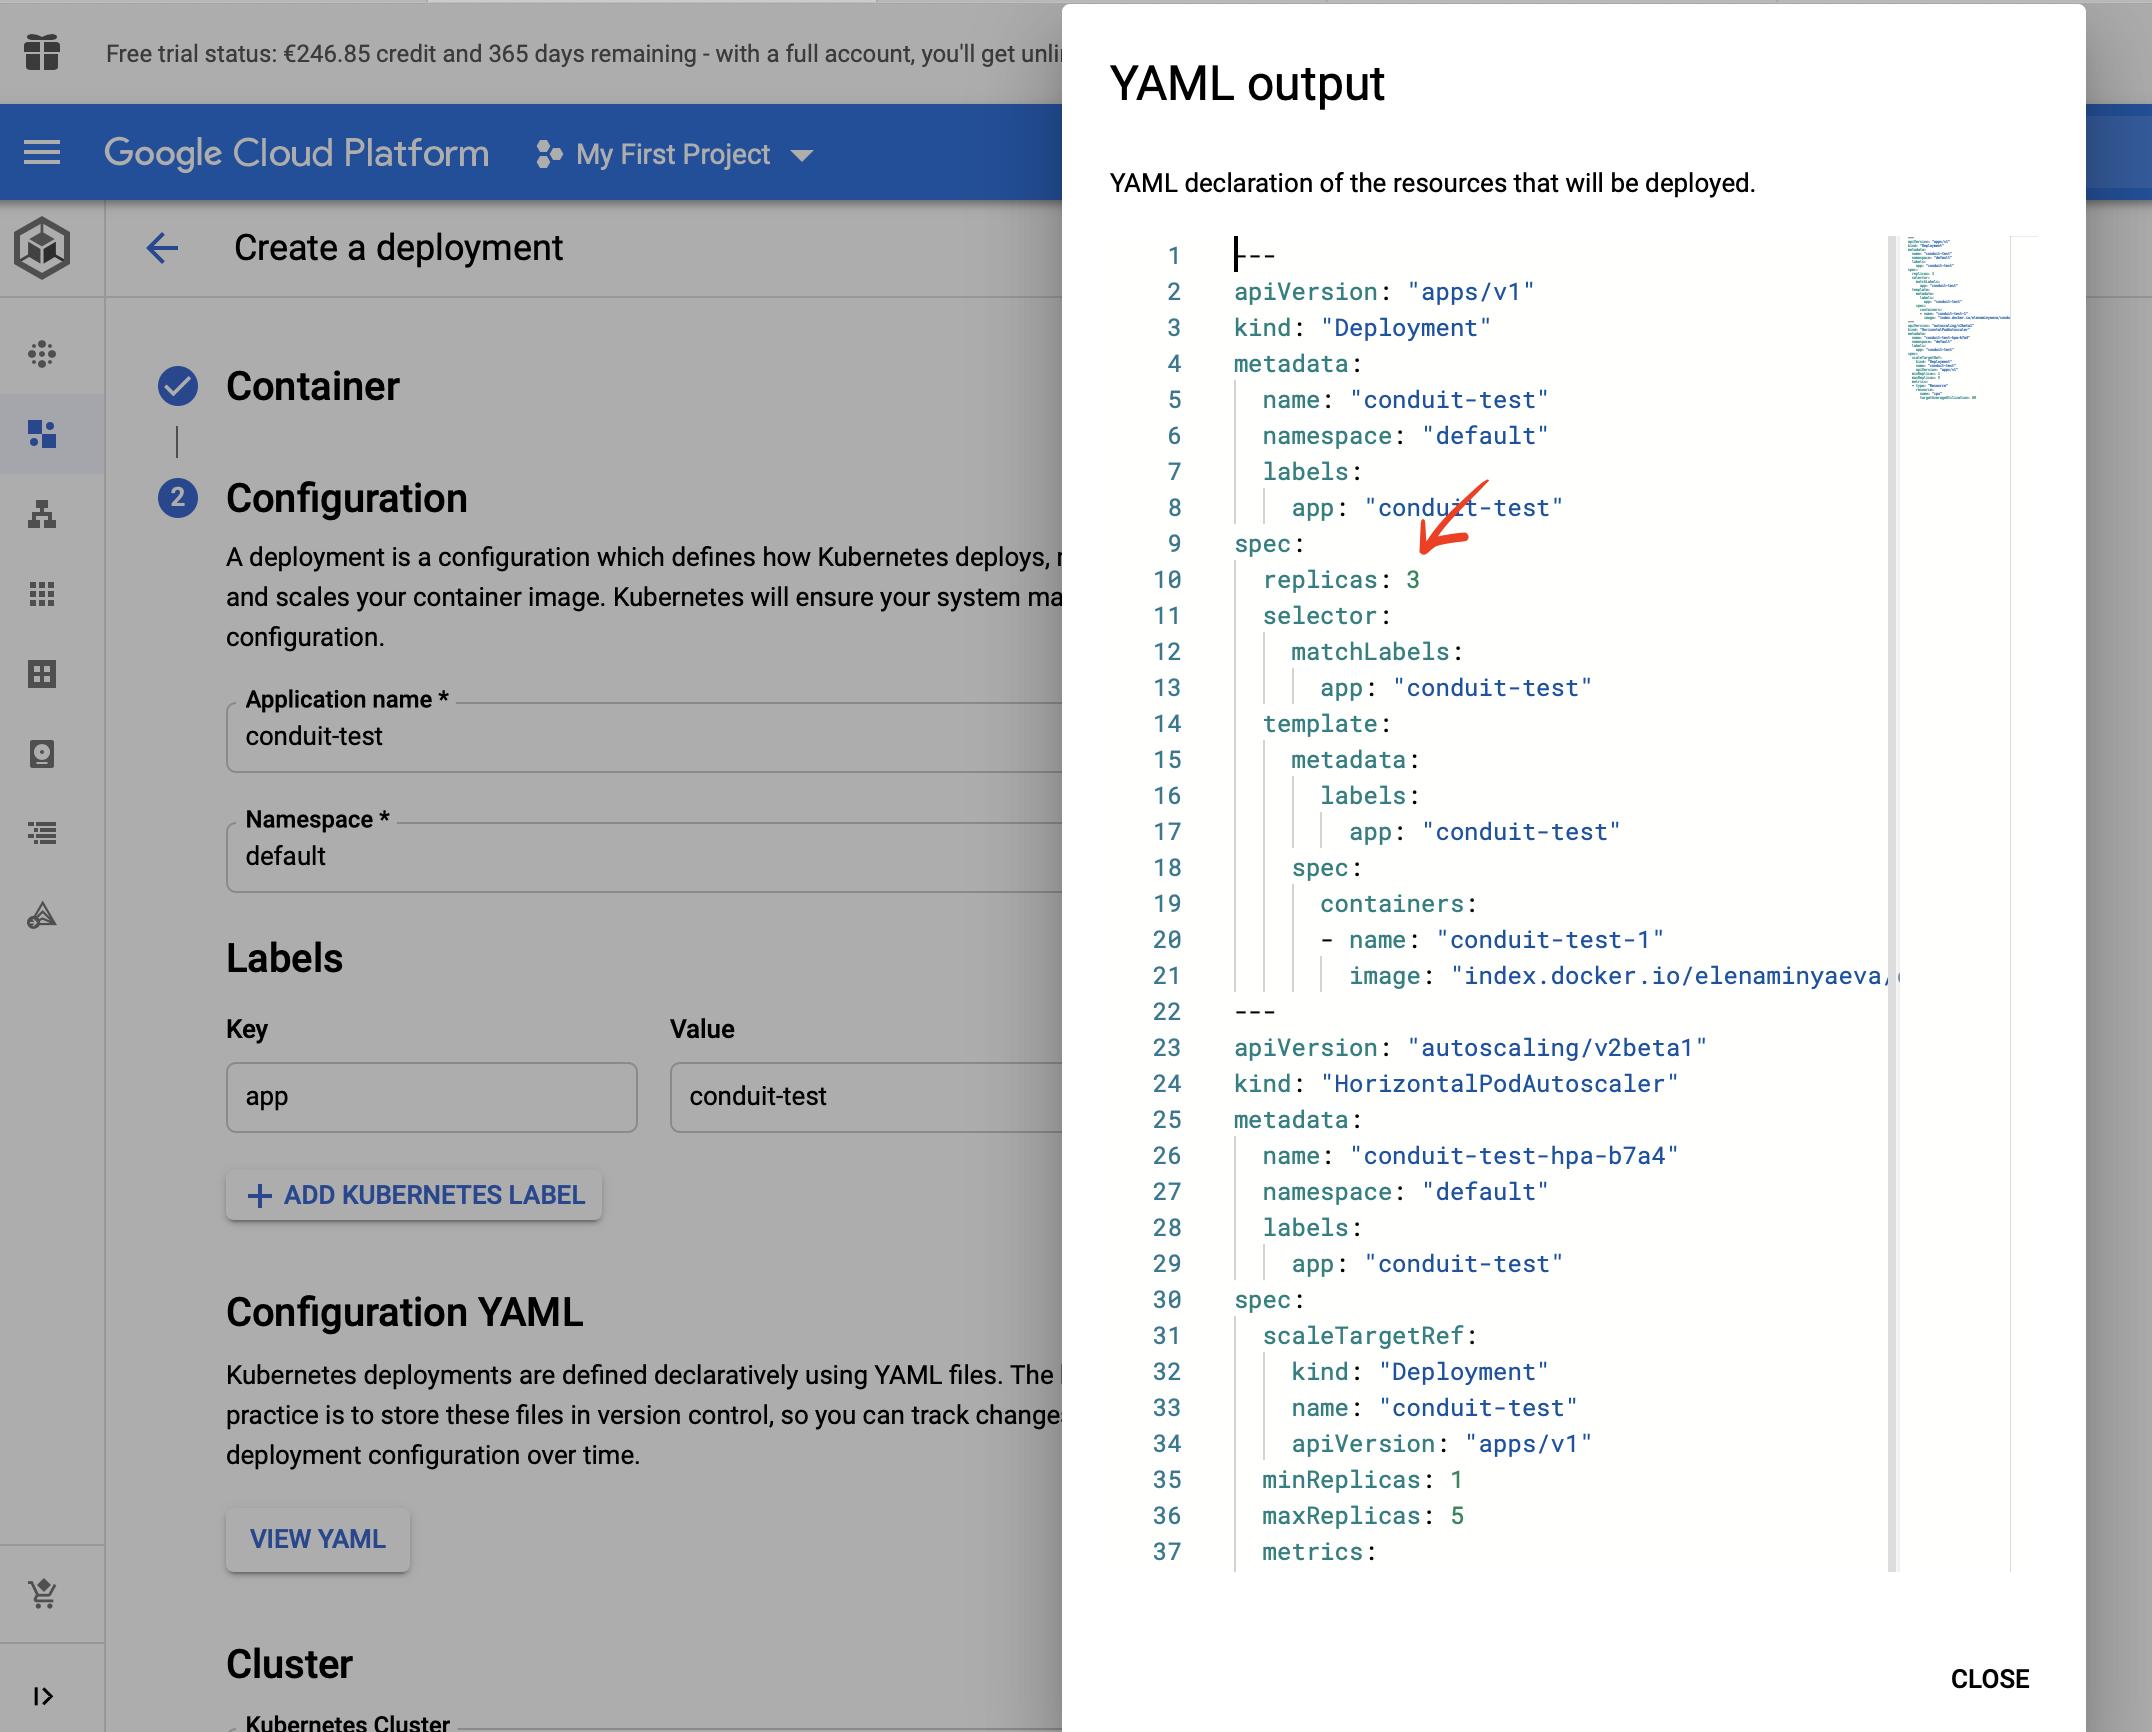 Free trial status: €246.85 credit and 365 days remaining - with a full account, you'll get unli
Google Cloud Platform
My First Project
Create a deployment
Container
2
Configuration
A deployment is a configuration which defines how Kubernetes deploys,
and scales your container image. Kubernetes will ensure your system ma
configuration.
Application name *
conduit-test
Namespace *
default
Labels
Key
Value
app
conduit-test
+ ADD KUBERNETES LABEL
Configuration YAML
Kubernetes deployments are defined declaratively using YAML files. The
practice is to store these files in version control, so you can track change
deployment configuration over time.
VIEW YAML
Cluster
Kubernetes Cluster
YAML output
YAML declaration of the resources that will be deployed.
1 ---
2 apiVersion: "apps/v1"
3 kind: "Deployment"
4 metadata:
5 name: "conduit-test"
6 namespace: "default"
7 labels:
8 app: "conduit-test"
9 spec:
10 replicas: 3
11 selector:
12 matchLabels:
13 app: "conduit-test"
14 template:
15 metadata:
16 labels:
17 app: "conduit-test"
18 spec:
19 containers:
20 - name: "conduit-test-1"
21 image: "index.docker.io/elenaminyaeva/
22 ---
23 apiVersion: "autoscaling/v2beta1"
24 kind: "HorizontalPodAutoscaler"
25 metadata:
26 name: "conduit-test-hpa-b7a4"
27 namespace: "default"
28 labels:
29 app: "conduit-test"
30 spec:
31 scaleTargetRef:
32 kind: "Deployment"
33 name: "conduit-test"
34 apiVersion: "apps/v1"
35 minReplicas: 1
36 maxReplicas: 5
37 metrics:
CLOSE